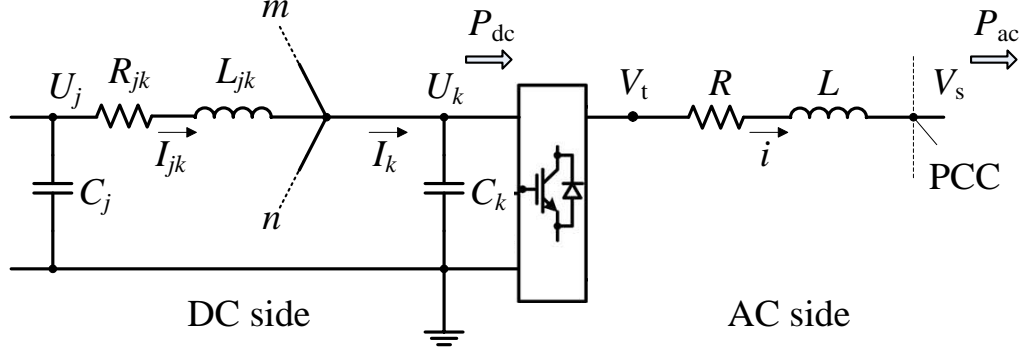 m
P_dc
P_ac
U_j
R_jk
L_jk
U_k
V_t
R
L
V_s
I_jk
I_k
i
PCC
C_j
C_k
n
DC side
AC side